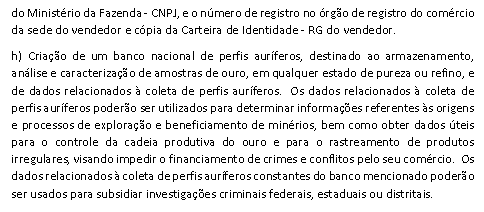 do Ministério da Fazenda - CNPJ, e o número de registro no órgão de registro do comércio
da sede do vendedor e cópia da Carteira de Identidade - RG do vendedor.
h) Criação de um banco nacional de perfis auríferos, destinado ao armazenamento,
análise e caracterização de amostras de ouro, em qualquer estado de pureza ou refino, e
de dados relacionados à coleta de perfis auríferos. Os dados relacionados à coleta de
perfis auríferos poderão ser utilizados para determinar informações referentes às origens
e processos de exploração e beneficiamento de minérios, bem como obter dados úteis
para o controle da cadeia produtiva do ouro e para o rastreamento de produtos
irregulares, visando impedir o financiamento de crimes e conflitos pelo seu comércio. Os
dados relacionados à coleta de perfis auríferos constantes do banco mencionado poderão
ser usados para subsidiar investigações criminais federais, estaduais ou distritais.